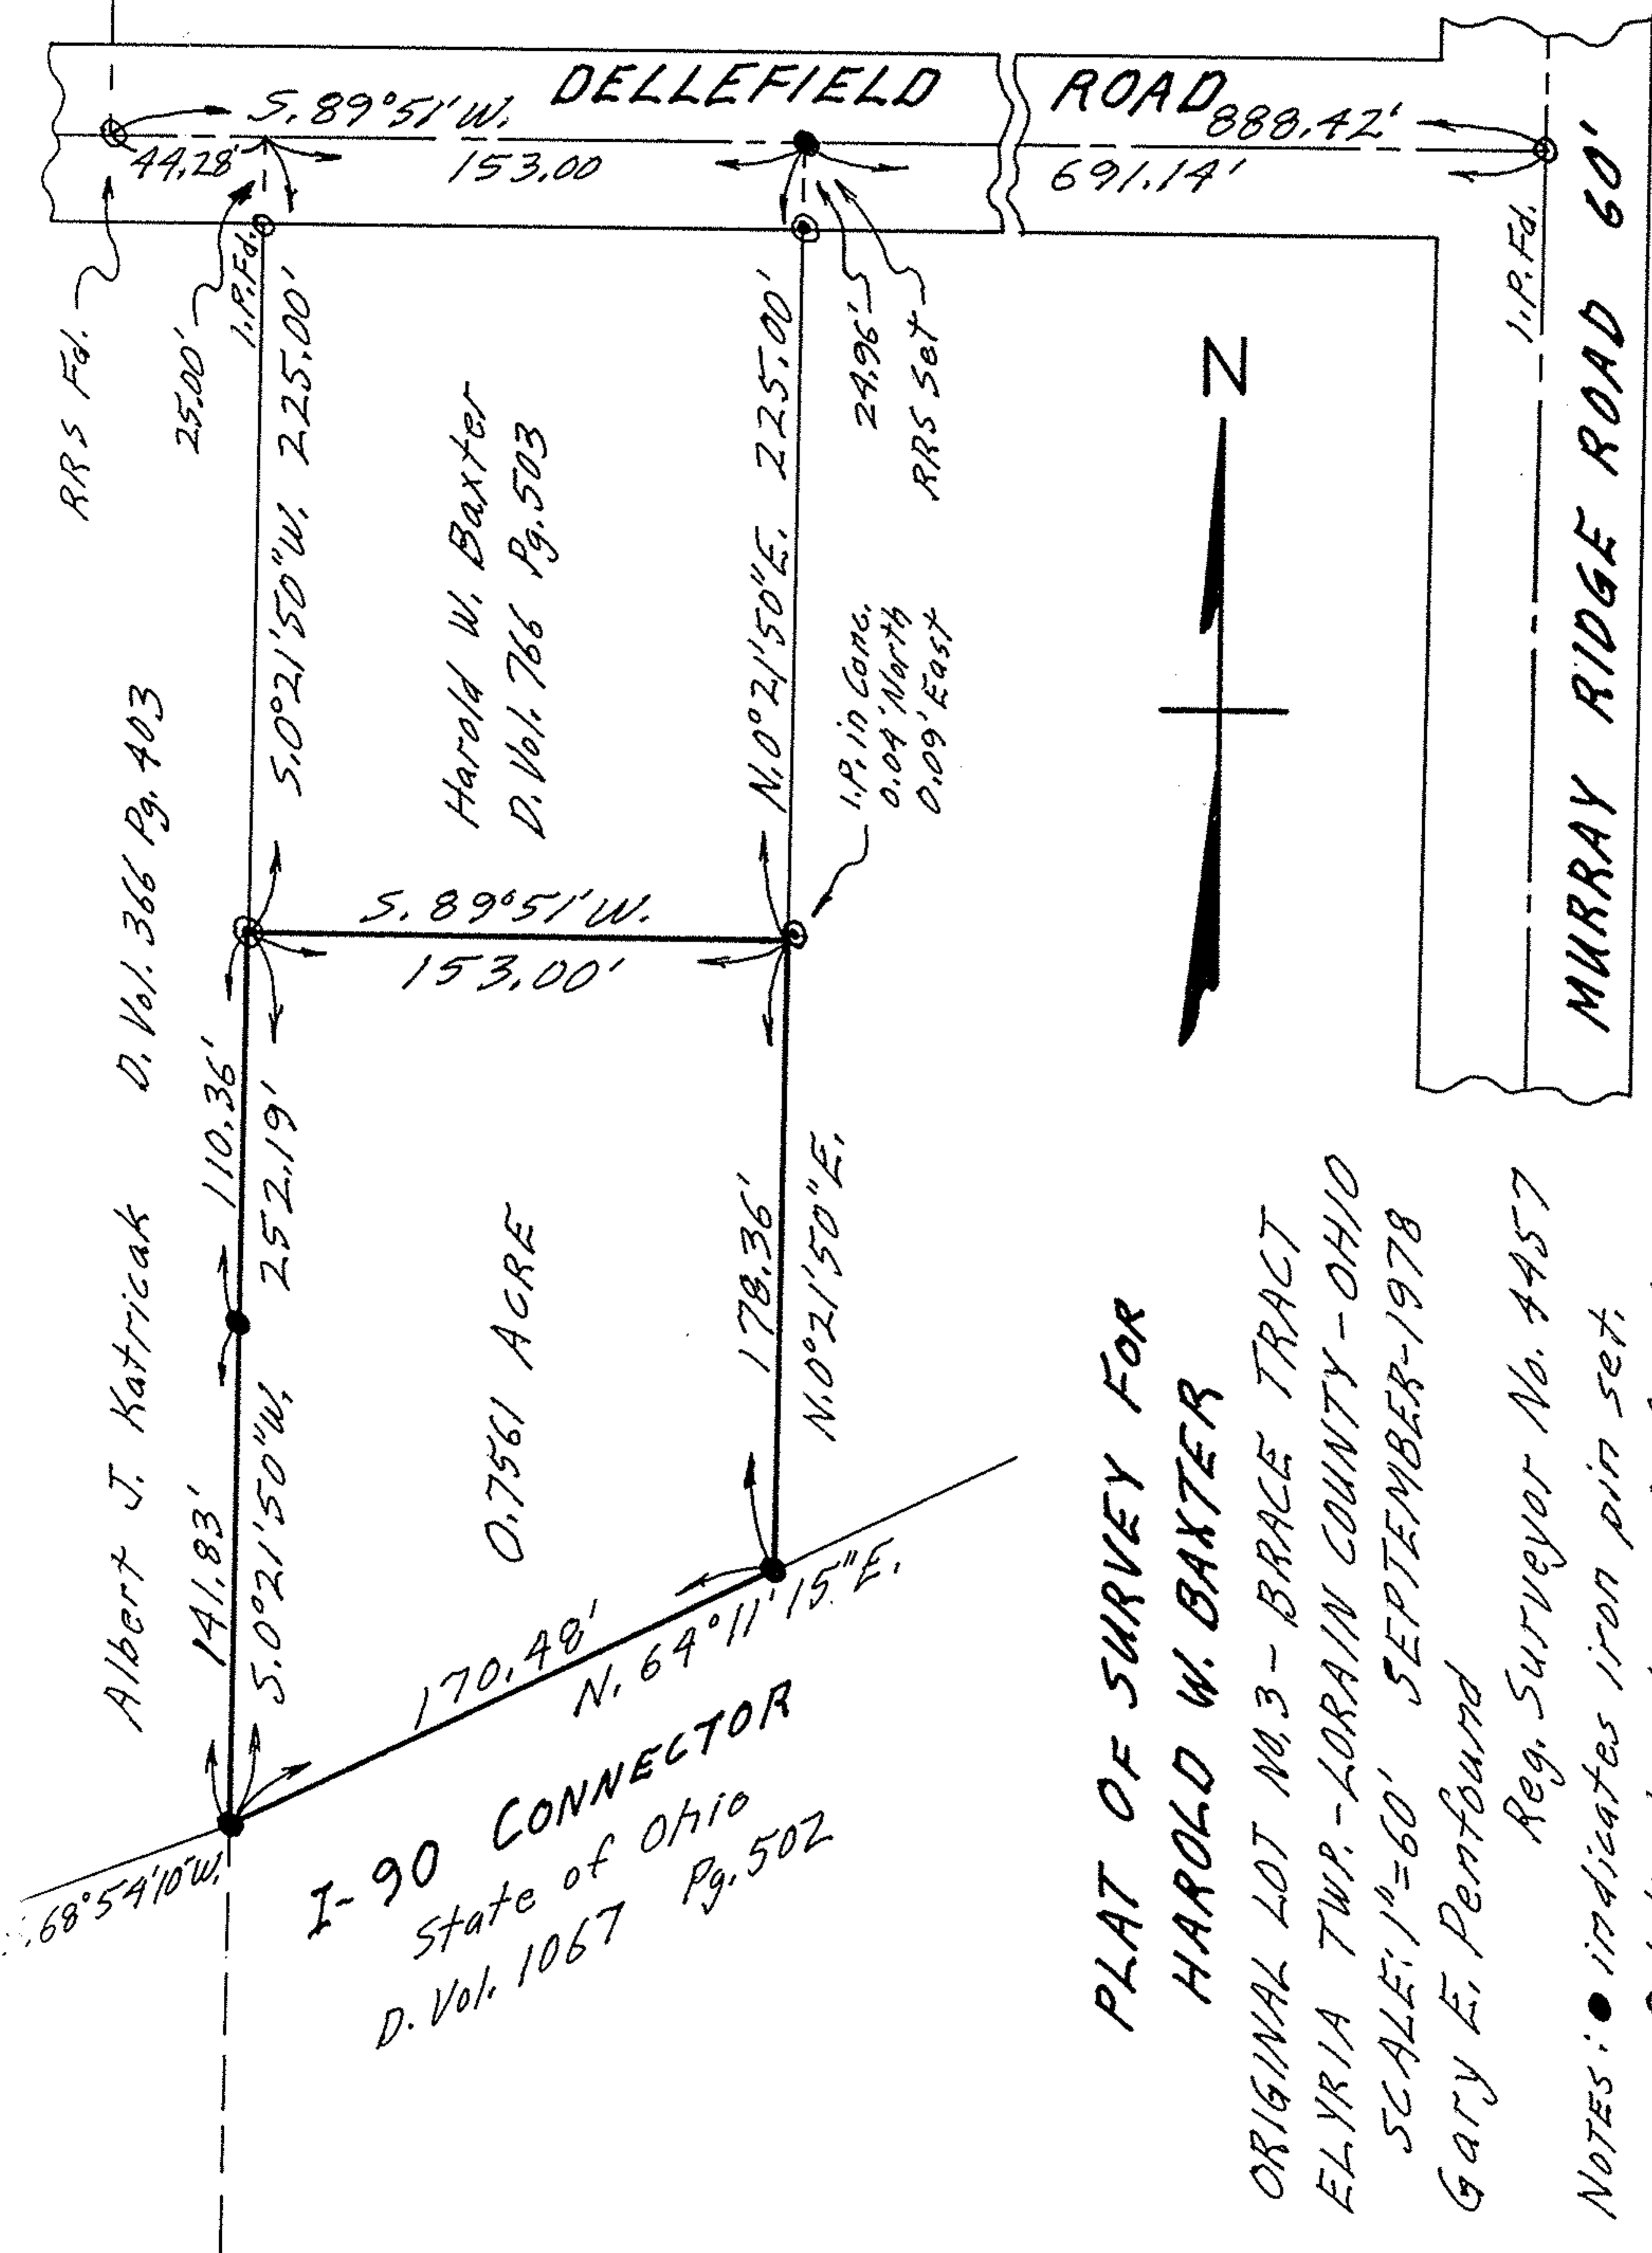 DELLEFIELD ROAD
S. 89°51' W.
888.42'
44.28'
153.00
691.14'
RRS Fd.
25.00'
I.P. Fd.
I.P. Fd.
MURRAY RIDGE ROAD 60'
S. 0°21'50" W. 225.00'
Harold W. Baxter
D. Vol. 766 Pg. 503
N. 0°21'50" E. 225.00'
24.96'
RRS Set
I.P. in Conc.
0.04' North
0.09' East
N
Albert J. Katricak D. Vol. 366 Pg. 403
S. 89°51' W.
153.00'
110.36'
252.19'
141.83'
S. 0°21'50" W.
0.7561 ACRE
178.36'
N. 0°21'50" E.
170.48'
N. 64°11'15" E.
68°54'10" W.
I-90 CONNECTOR
State of Ohio
D. Vol. 1067 Pg. 502
PLAT OF SURVEY FOR
HAROLD W. BAXTER
ORIGINAL LOT NO. 3 - BRACE TRACT
ELYRIA TWP. - LORAIN COUNTY - OHIO
SCALE: 1"=60' SEPTEMBER-1978
Gary E. Penfound
Reg. Surveyor No. 4457
NOTES: ● indicates iron pin set.